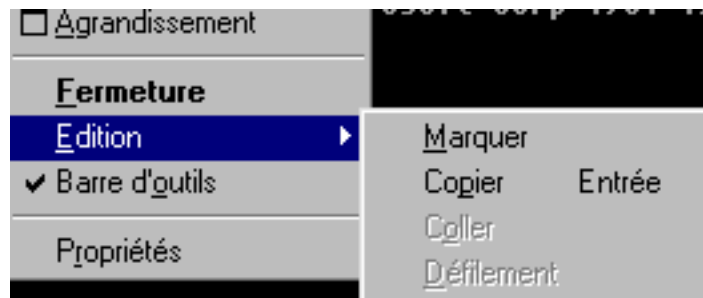 Agrandissement
Fermeture
Edition
Barre d'outils
Propriétés
Marquer
Copier Entrée
Coller
Défilement